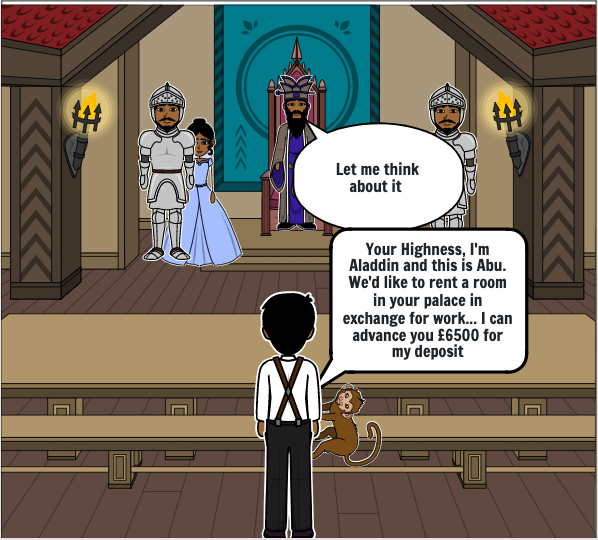 Let me think
about it
Your Highness, I'm
Aladdin and this is Abu.
We'd like to rent a room
in your palace in
exchange for work... I can
advance you £6500 for
my deposit